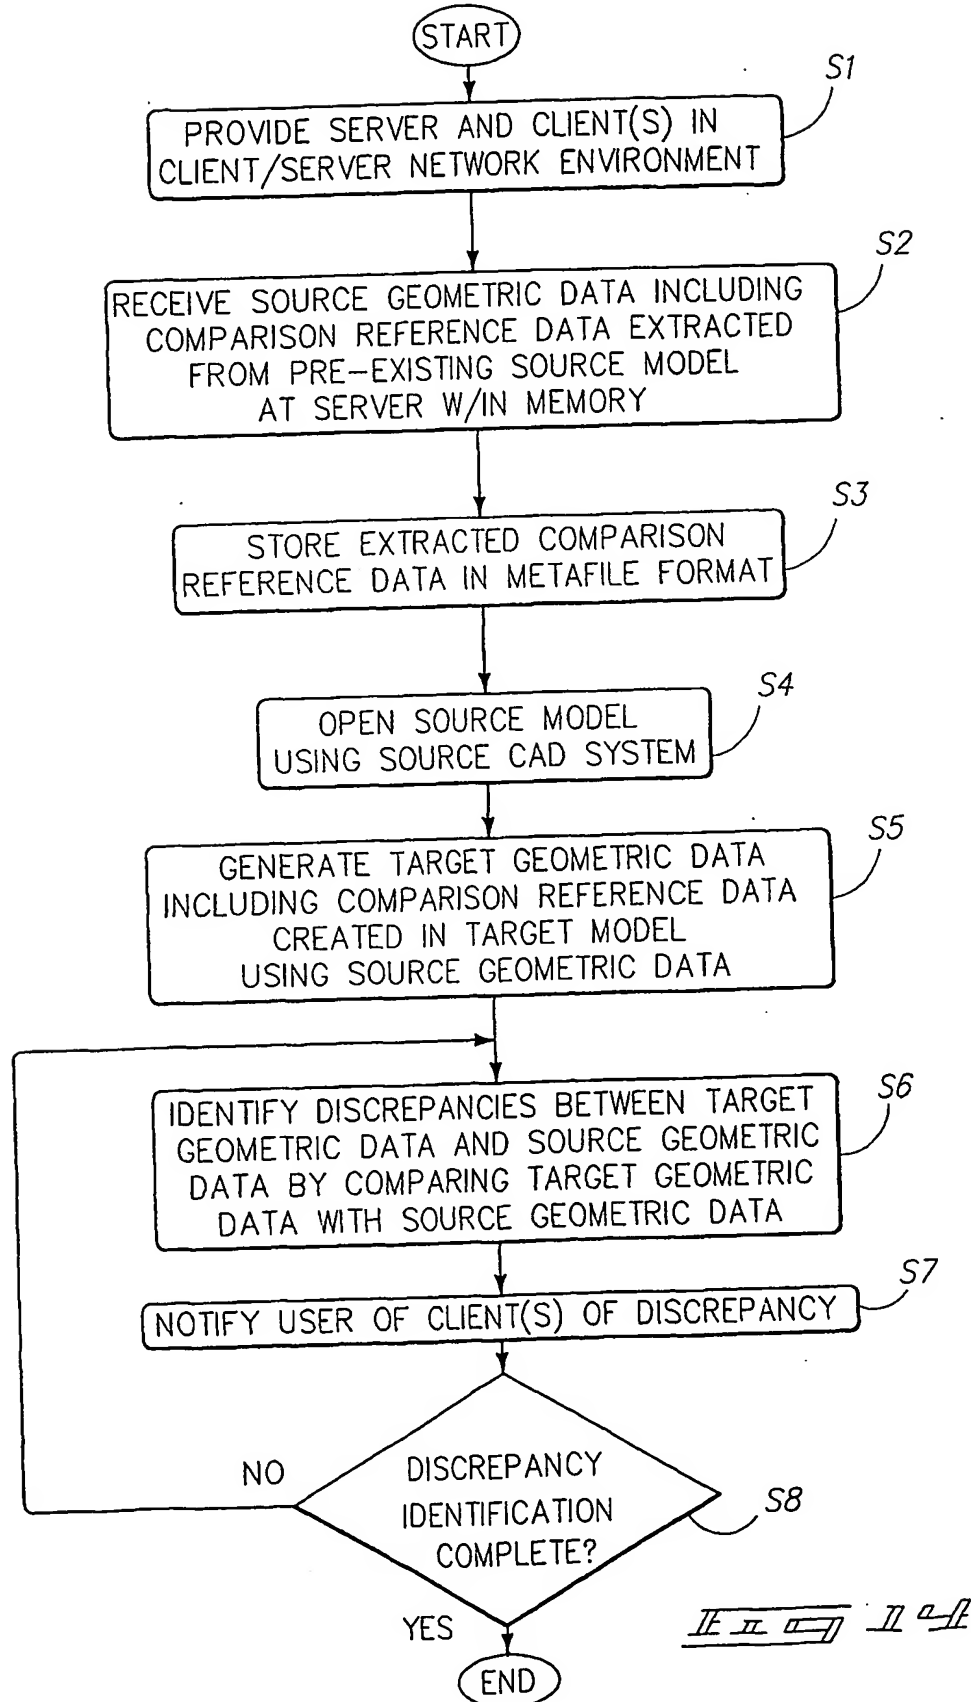 START
S1
PROVIDE SERVER AND CLIENT(S) IN
CLIENT/SERVER NETWORK ENVIRONMENT
S2
RECEIVE SOURCE GEOMETRIC DATA INCLUDING
COMPARISON REFERENCE DATA EXTRACTED
FROM PRE-EXISTING SOURCE MODEL
AT SERVER W/IN MEMORY
S3
STORE EXTRACTED COMPARISON
REFERENCE DATA IN METAFILE FORMAT
S4
OPEN SOURCE MODEL
USING SOURCE CAD SYSTEM
S5
GENERATE TARGET GEOMETRIC DATA
INCLUDING COMPARISON REFERENCE DATA
CREATED IN TARGET MODEL
USING SOURCE GEOMETRIC DATA
S6
IDENTIFY DISCREPANCIES BETWEEN TARGET
GEOMETRIC DATA AND SOURCE GEOMETRIC
DATA BY COMPARING TARGET GEOMETRIC
DATA WITH SOURCE GEOMETRIC DATA
S7
NOTIFY USER OF CLIENT(S) OF DISCREPANCY
NO
DISCREPANCY
IDENTIFICATION
COMPLETE?
S8
YES
FIG 14
END